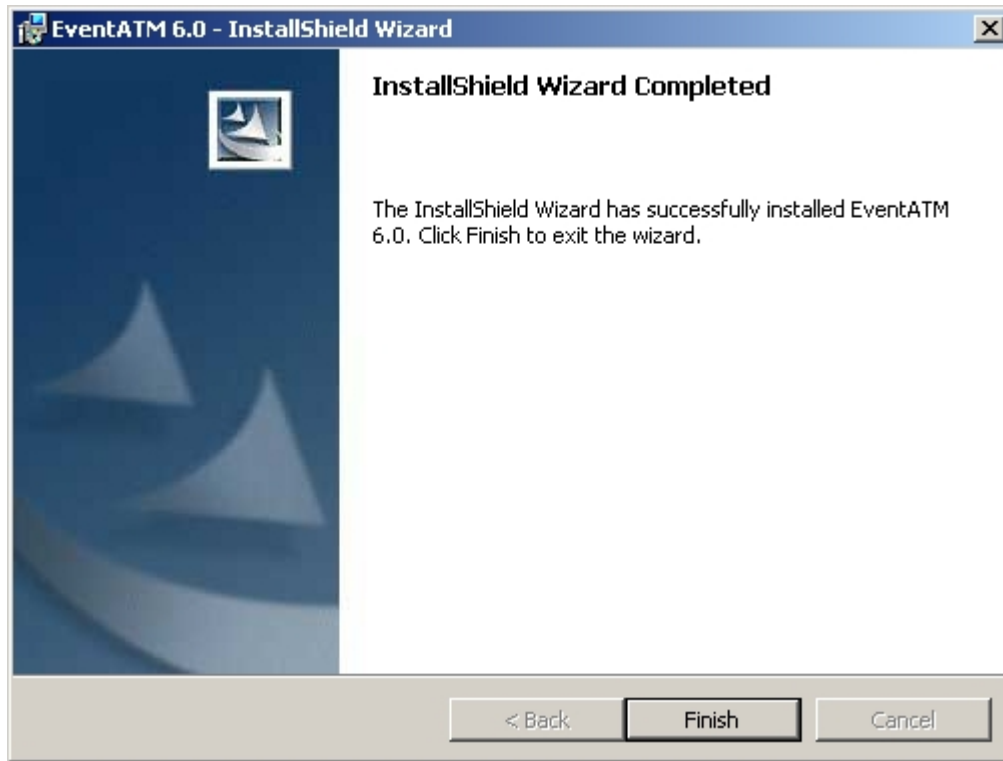 EventATM 6.0 - InstallShield Wizard
InstallShield Wizard Completed
The InstallShield Wizard has successfully installed EventATM
6.0. Click Finish to exit the wizard.
< Back
Finish
Cancel